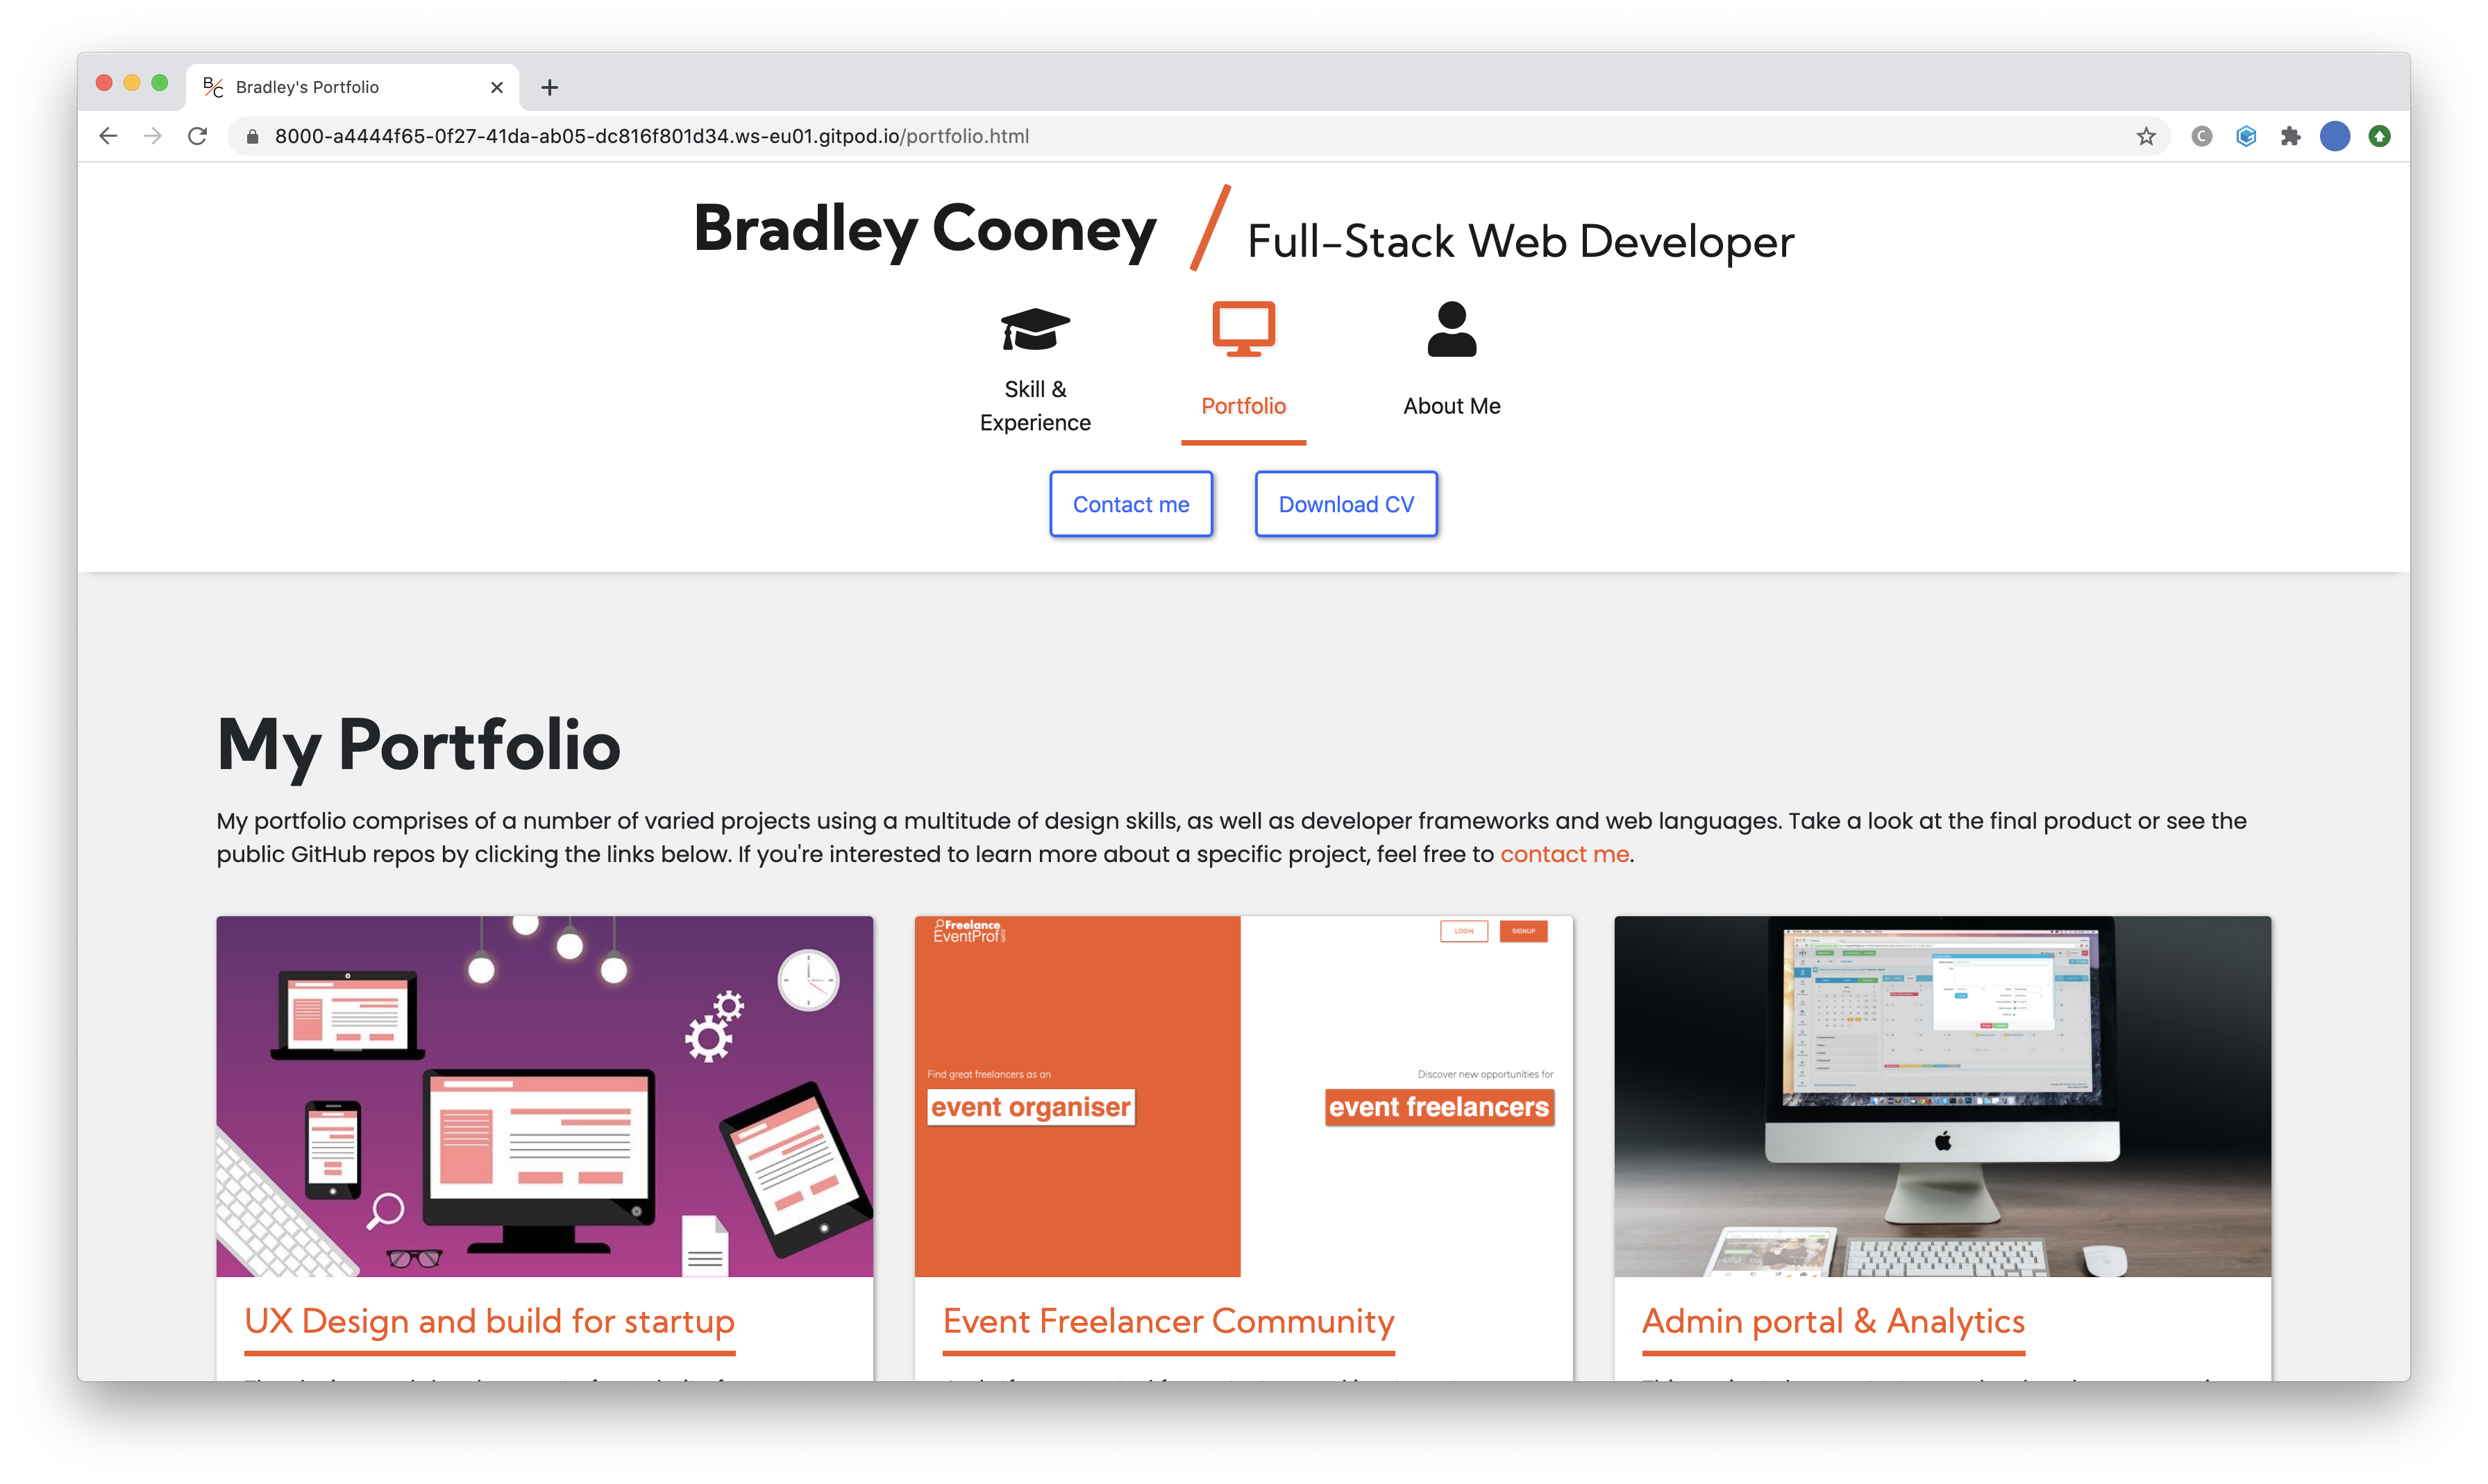 Bradley's Portfolio
8000-a4444f65-0f27-41da-ab05-dc816f801d34.ws-eu01.gitpod.io/portfolio.html
Bradley Cooney / Full-Stack Web Developer
Skill &
Experience
Portfolio
About Me
Contact me
Download CV
My Portfolio
My portfolio comprises of a number of varied projects using a multitude of design skills, as well as developer frameworks and web languages. Take a look at the final product or see the
public GitHub repos by clicking the links below. If you're interested to learn more about a specific project, feel free to contact me.
Freelance
EventProf.com
LOGIN
SIGNUP
Find great freelancers as an
event organiser
Discover new opportunities for
event freelancers
UX Design and build for startup
Event Freelancer Community
Admin portal & Analytics